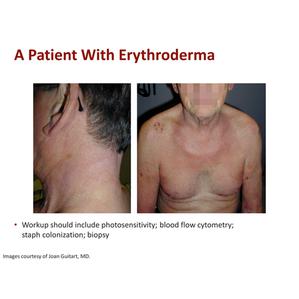 A Patient With Erythroderma
• Workup should include photosensitivity; blood flow cytometry;
staph colonization; biopsy
Images courtesy of Joan Guitart, MD.